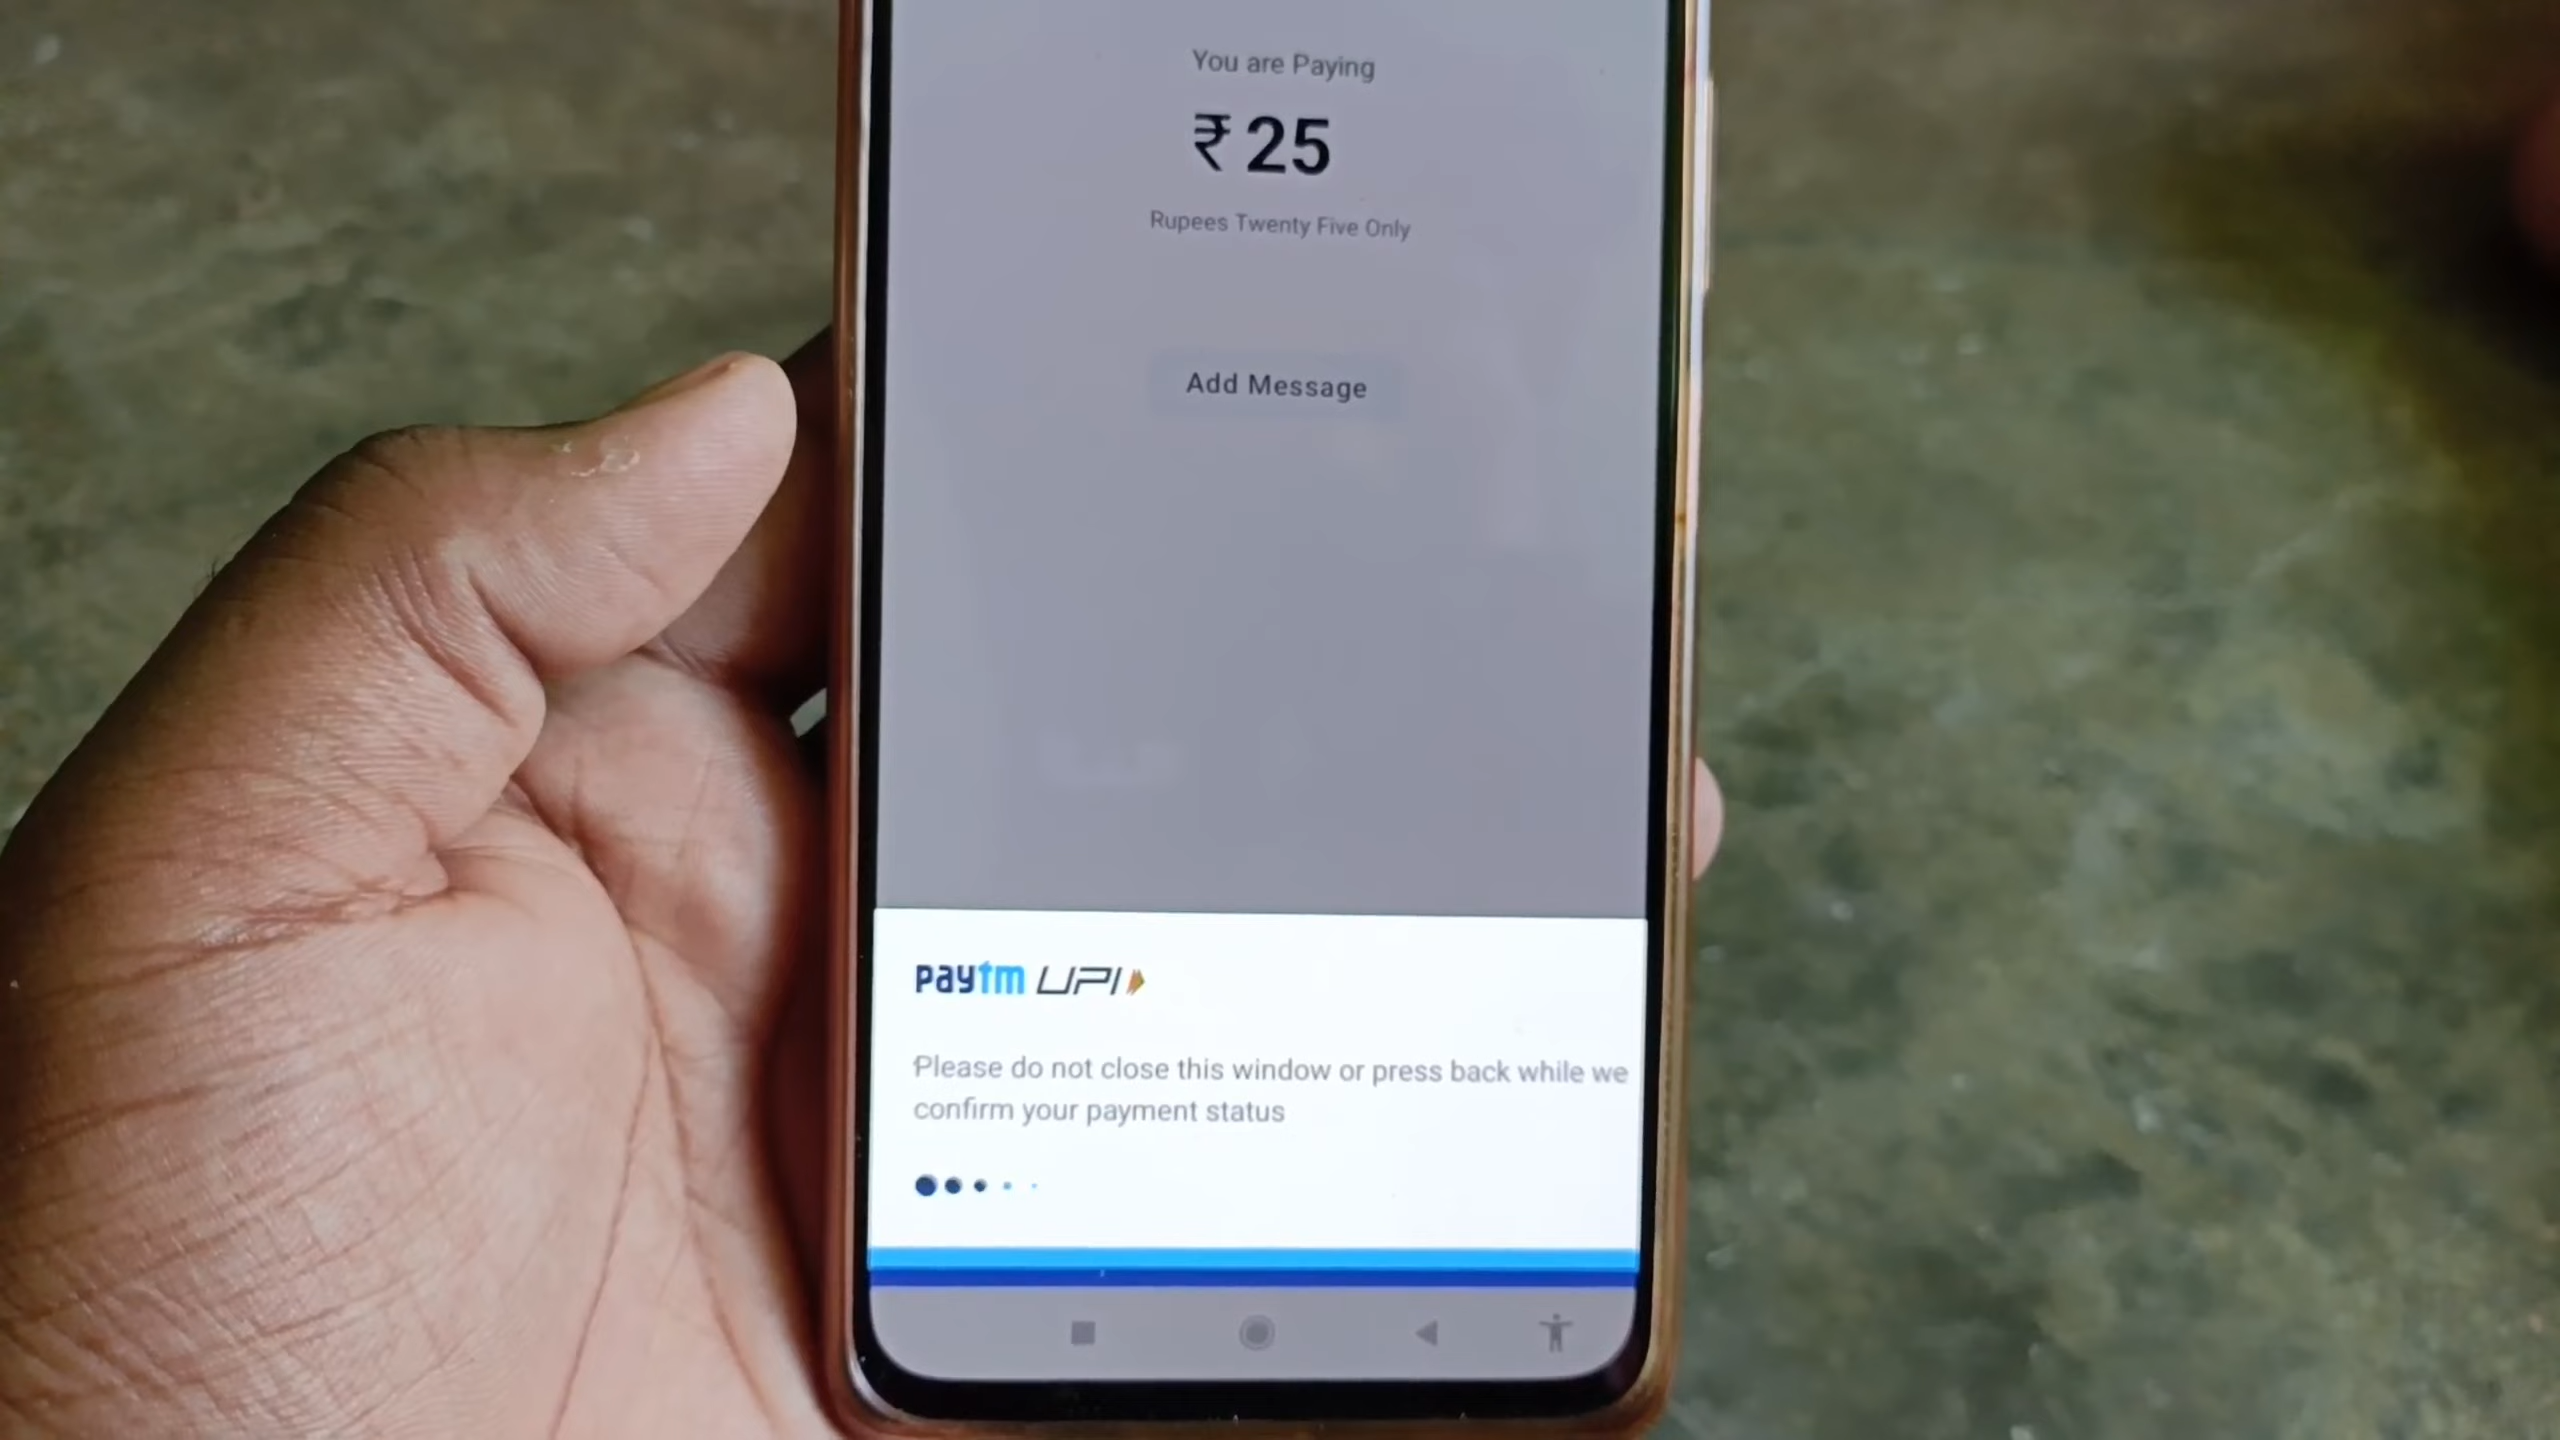 You are Paying
₹25
Rupees Twenty Five Only
Add Message
paytm UPI
Please do not close this window or press back while we
confirm your payment status